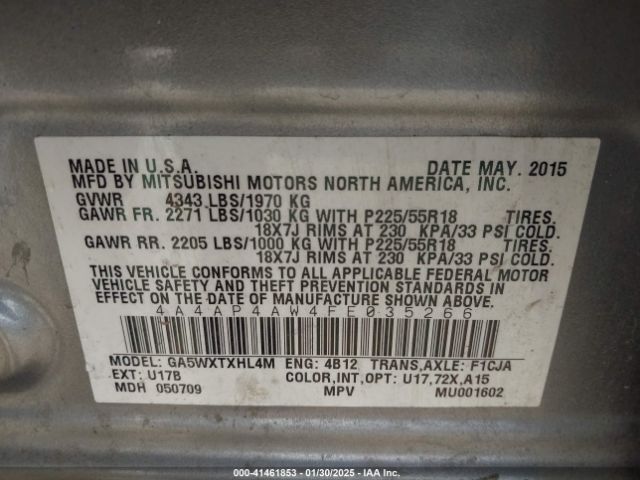 MADE IN U.S.A. DATE MAY. 2015
MFD BY MITSUBISHI MOTORS NORTH AMERICA, INC.
GVWR 4343 LBS/1970 KG
GAWR FR. 2271 LBS/1030 KG WITH P225/55R18 TIRES.
18X7J RIMS AT 230 KPA/33 PSI COLD.
GAWR RR. 2205 LBS/1000 KG WITH P225/55R18 TIRES.
18X7J RIMS AT 230 KPA/33 PSI COLD.
THIS VEHICLE CONFORMS TO ALL APPLICABLE FEDERAL MOTOR
VEHICLE SAFETY AND THEFT PREVENTION STANDARDS IN
EFFECT ON THE DATE OF MANUFACTURE SHOWN ABOVE.
4A4AP4AW4FE035266
MODEL: GA5WXTXHL4M ENG: 4B12 TRANS,AXLE: F1CJA
EXT: U17B COLOR,INT,OPT: U17,72X,A15
MDH 050709 MPV MU001602
000-41461853 - 01/30/2025 - IAA Inc.